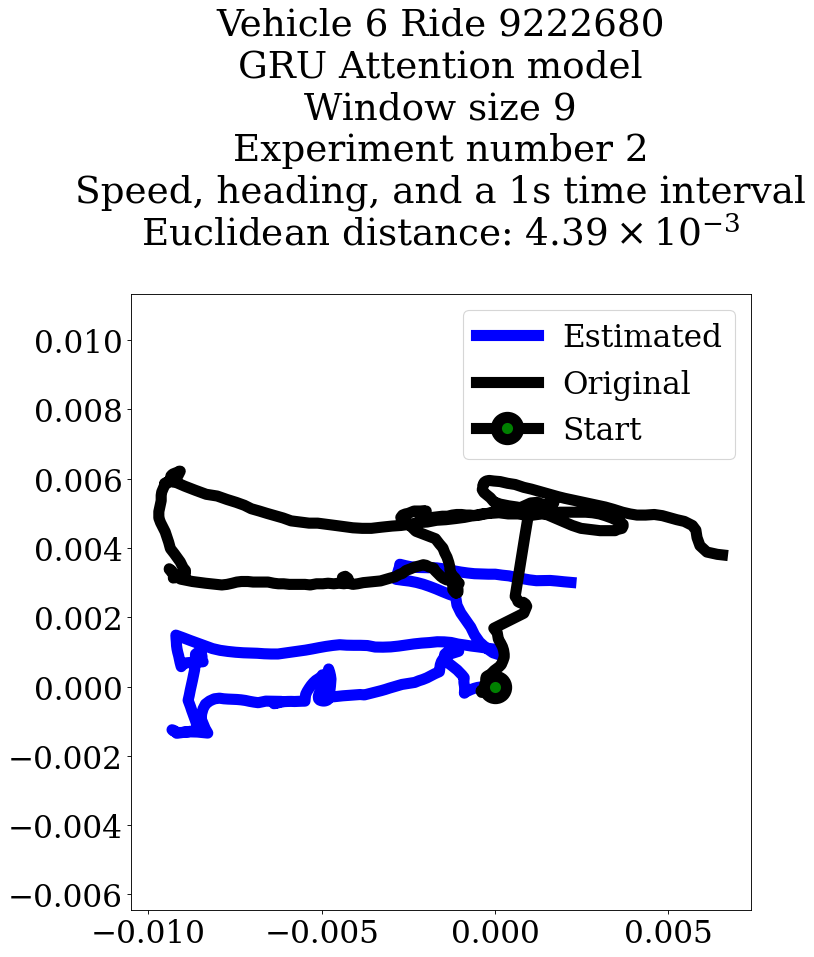 Vehicle 6 Ride 9222680
GRU Attention model
Window size 9
Experiment number 2
Speed, heading, and a 1s time interval
Euclidean distance: 4.39 × 10⁻³
Estimated
Original
Start
0.010
0.008
0.006
0.004
0.002
0.000
−0.002
−0.004
−0.006
−0.010 −0.005 0.000 0.005